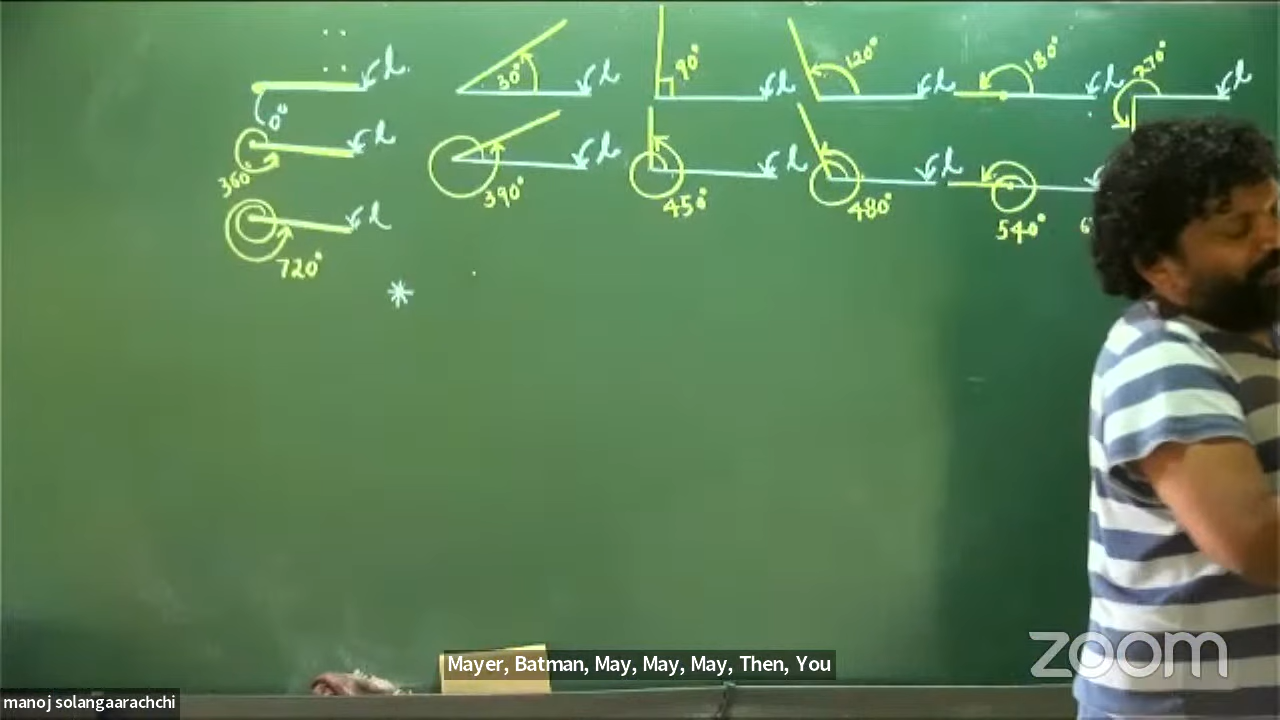 l. l l l l l
0° 30° 90° 120° 180° 270°
l l l l
360° 390° 450° 480° 540°
l
720°
*
Mayer, Batman, May, May, May, Then, You
zoom
manoj solangaarachchi